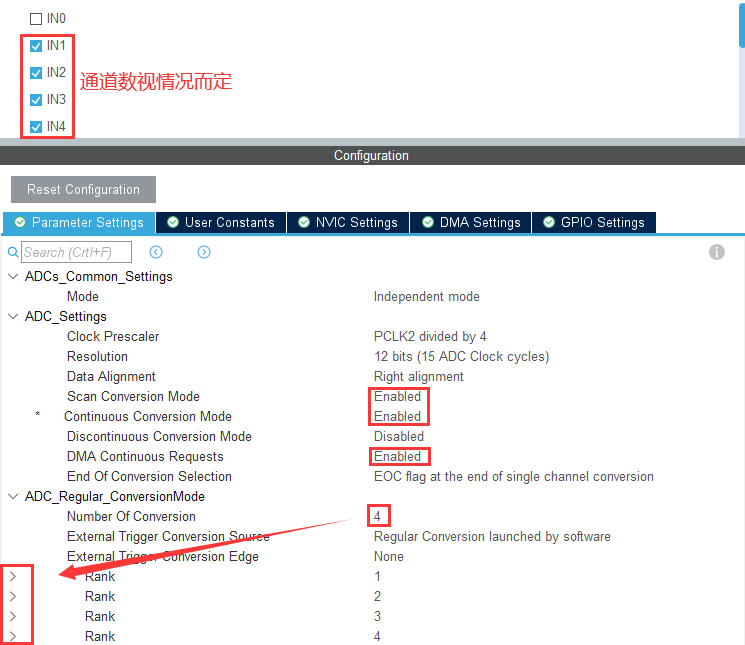 IN0
IN1
IN2
通道数视情况而定
IN3
IN4
Configuration
Reset Configuration
Parameter Settings User Constants NVIC Settings DMA Settings GPIO Settings
Search (Crtl+F)
ADCs_Common_Settings
Mode Independent mode
ADC_Settings
Clock Prescaler PCLK2 divided by 4
Resolution 12 bits (15 ADC Clock cycles)
Data Alignment Right alignment
Scan Conversion Mode Enabled
* Continuous Conversion Mode Enabled
Discontinuous Conversion Mode Disabled
DMA Continuous Requests Enabled
End Of Conversion Selection EOC flag at the end of single channel conversion
ADC_Regular_ConversionMode
Number Of Conversion 4
External Trigger Conversion Source Regular Conversion launched by software
External Trigger Conversion Edge None
Rank 1
Rank 2
Rank 3
Rank 4